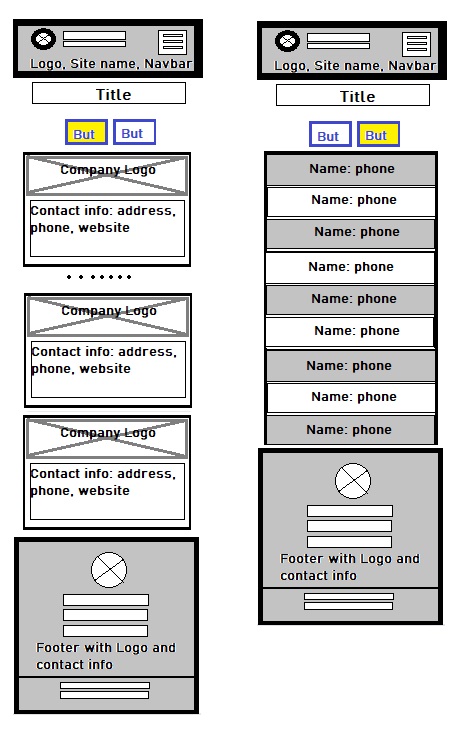 Logo, Site name, Navbar
Title
But But
Company Logo
Contact info: address,
phone, website
Company Logo
Contact info: address,
phone, website
Company Logo
Contact info: address,
phone, website
Footer with Logo and
contact info
Logo, Site name, Navbar
Title
But But
Name: phone
Name: phone
Name: phone
Name: phone
Name: phone
Name: phone
Name: phone
Name: phone
Name: phone
Footer with Logo and
contact info